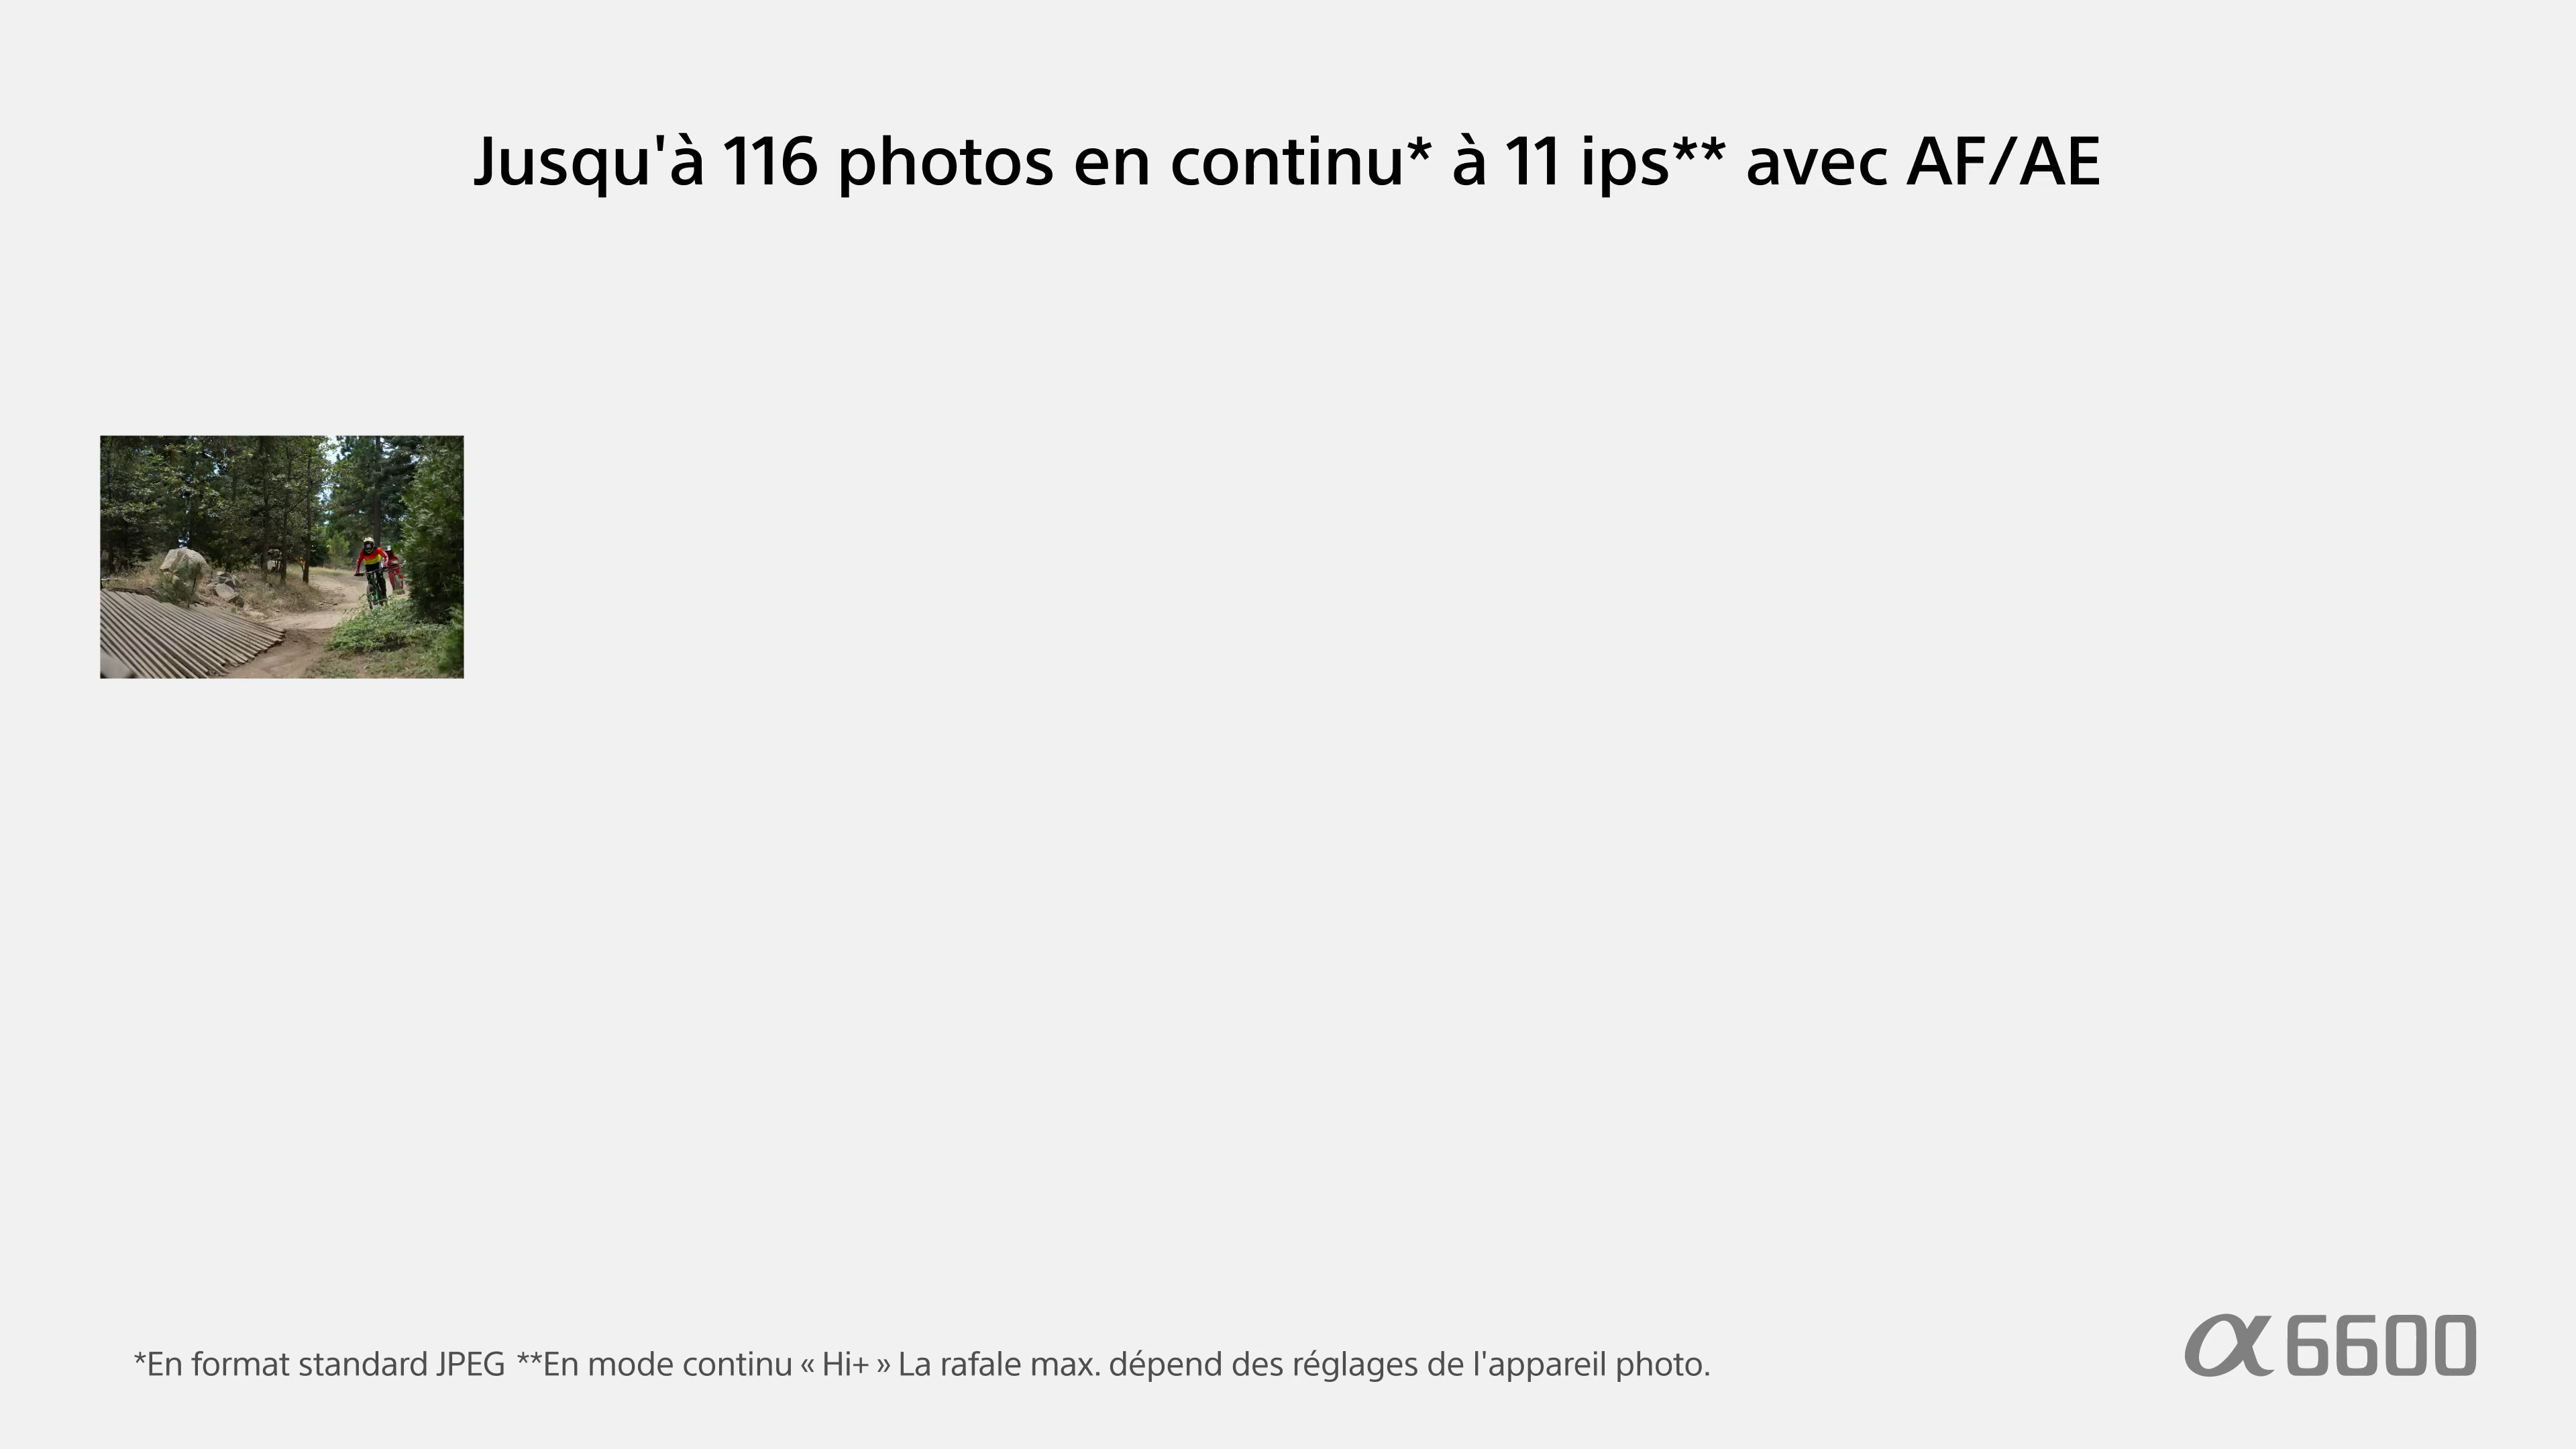 Jusqu'à 116 photos en continu* à 11 ips** avec AF/AE
*En format standard JPEG **En mode continu « Hi+ » La rafale max. dépend des réglages de l'appareil photo.
α6600